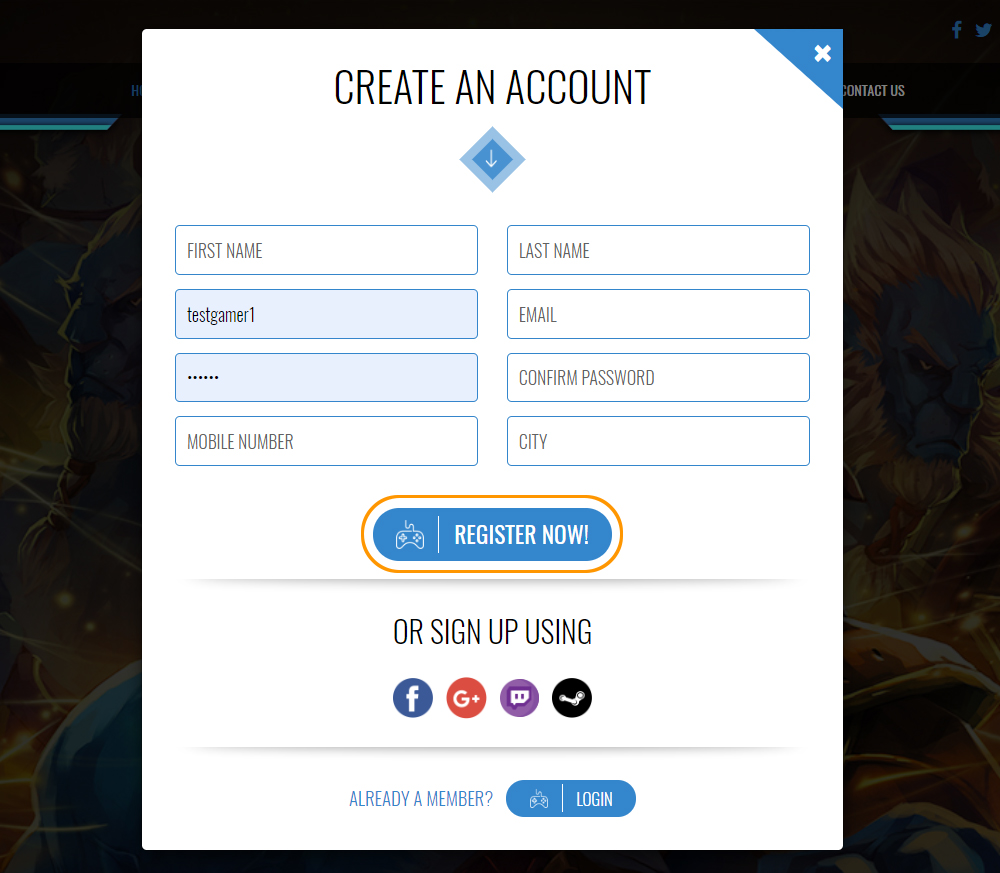 CONTACT US
CREATE AN ACCOUNT
FIRST NAME
LAST NAME
testgamer1
EMAIL
••••••
CONFIRM PASSWORD
MOBILE NUMBER
CITY
REGISTER NOW!
OR SIGN UP USING
f
G+
ALREADY A MEMBER?
LOGIN